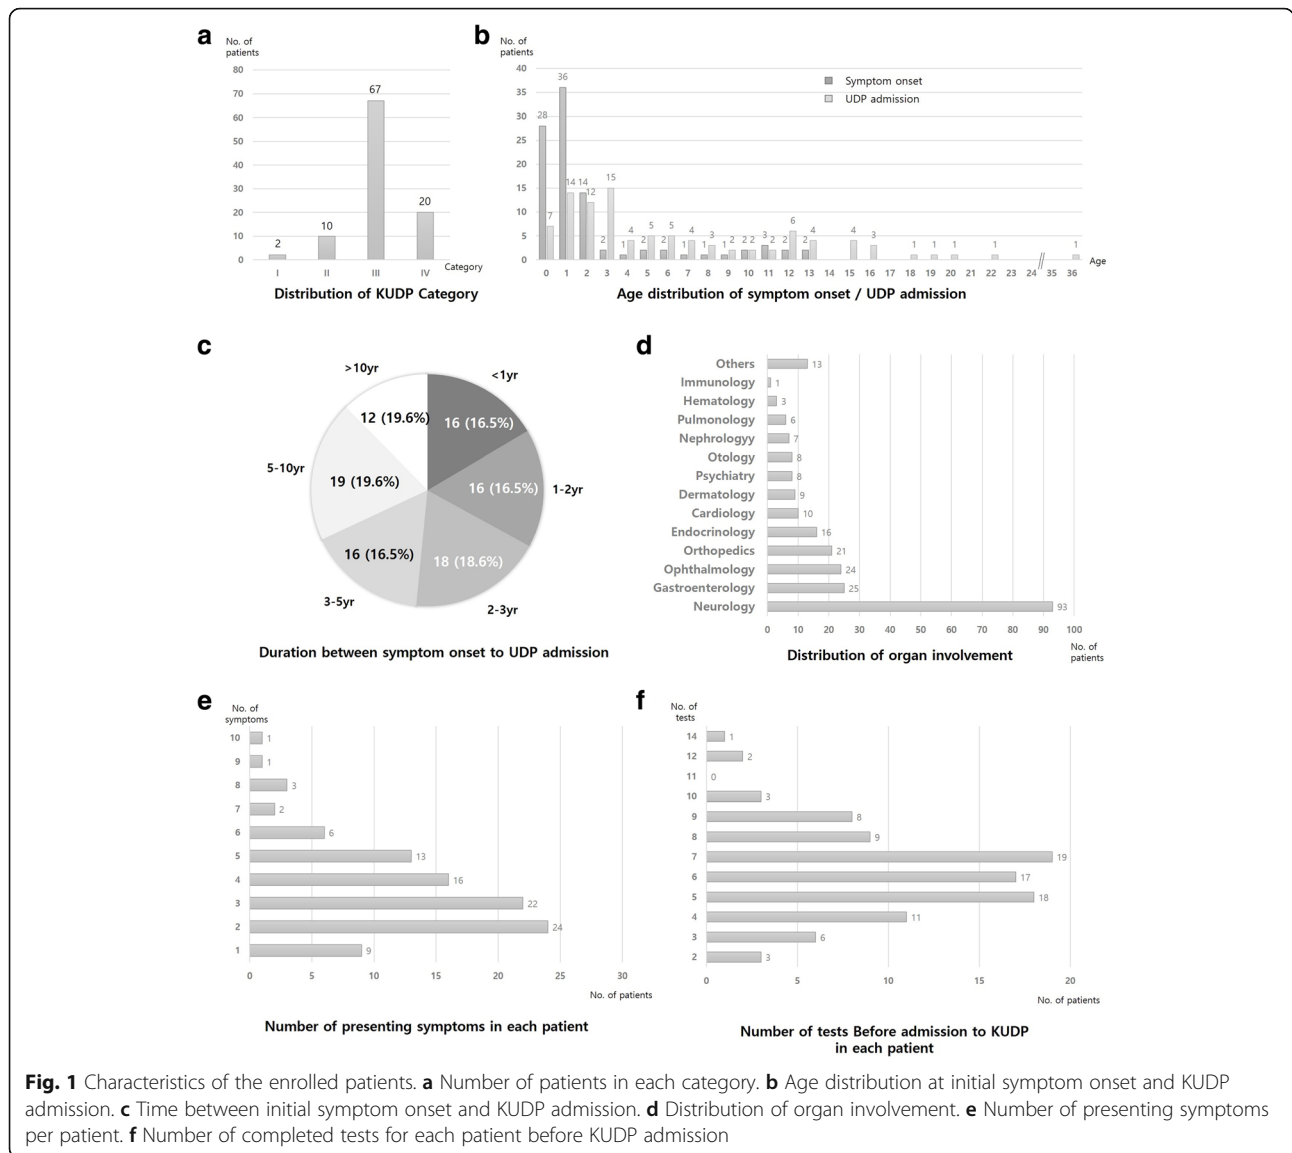 a
No. of
patients
80
70
60
50
40
30
20
10
0
2
10
67
20
I II III IV
Category
Distribution of KUDP Category
b
No. of
patients
40
35
30
25
20
15
10
5
0
Symptom onset
UDP admission
28 7 36 14 14 12 2 15 1 4 2 5 2 5 1 4 1 3 1 2 2 2 3 2 2 6 2 4 4 3 1 1 1 1 1
0 1 2 3 4 5 6 7 8 9 10 11 12 13 14 15 16 17 18 19 20 21 22 23 24 // 35 36
Age
Age distribution of symptom onset / UDP admission
c
>10yr
<1yr
12 (19.6%)
16 (16.5%)
5-10yr
19 (19.6%)
16 (16.5%)
1-2yr
16 (16.5%)
18 (18.6%)
3-5yr
2-3yr
Duration between symptom onset to UDP admission
d
Others 13
Immunology 1
Hematology 3
Pulmonology 6
Nephrologyy 7
Otology 8
Psychiatry 8
Dermatology 9
Cardiology 10
Endocrinology 16
Orthopedics 21
Ophthalmology 24
Gastroenterology 25
Neurology 93
0 10 20 30 40 50 60 70 80 90 100
No. of
patients
Distribution of organ involvement
e
No. of
symptoms
10 1
9 1
8 3
7 2
6 6
5 13
4 16
3 22
2 24
1 9
0 5 10 15 20 25 30
No. of patients
Number of presenting symptoms in each patient
f
No. of
tests
14 1
12 2
11 0
10 3
9 8
8 9
7 19
6 17
5 18
4 11
3 6
2 3
0 5 10 15 20
No. of patients
Number of tests Before admission to KUDP
in each patient
Fig. 1 Characteristics of the enrolled patients. a Number of patients in each category. b Age distribution at initial symptom onset and KUDP
admission. c Time between initial symptom onset and KUDP admission. d Distribution of organ involvement. e Number of presenting symptoms
per patient. f Number of completed tests for each patient before KUDP admission